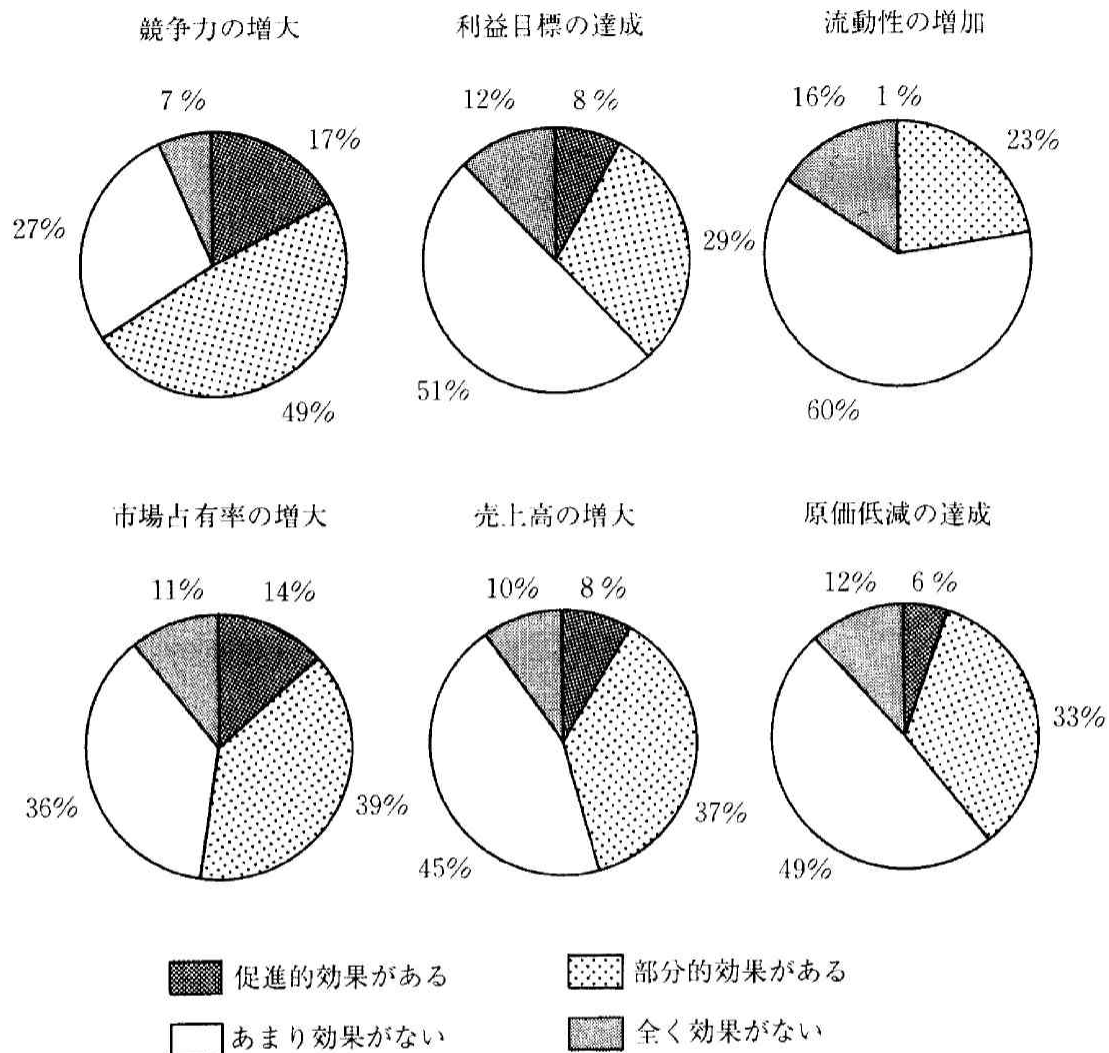 競争力の増大
利益目標の達成
流動性の増加
7%
17%
27%
49%
12%
8%
29%
51%
16%
1%
23%
60%
市場占有率の増大
売上高の増大
原価低減の達成
11%
14%
36%
39%
10%
8%
37%
45%
12%
6%
33%
49%
促進的効果がある
部分的効果がある
あまり効果がない
全く効果がない